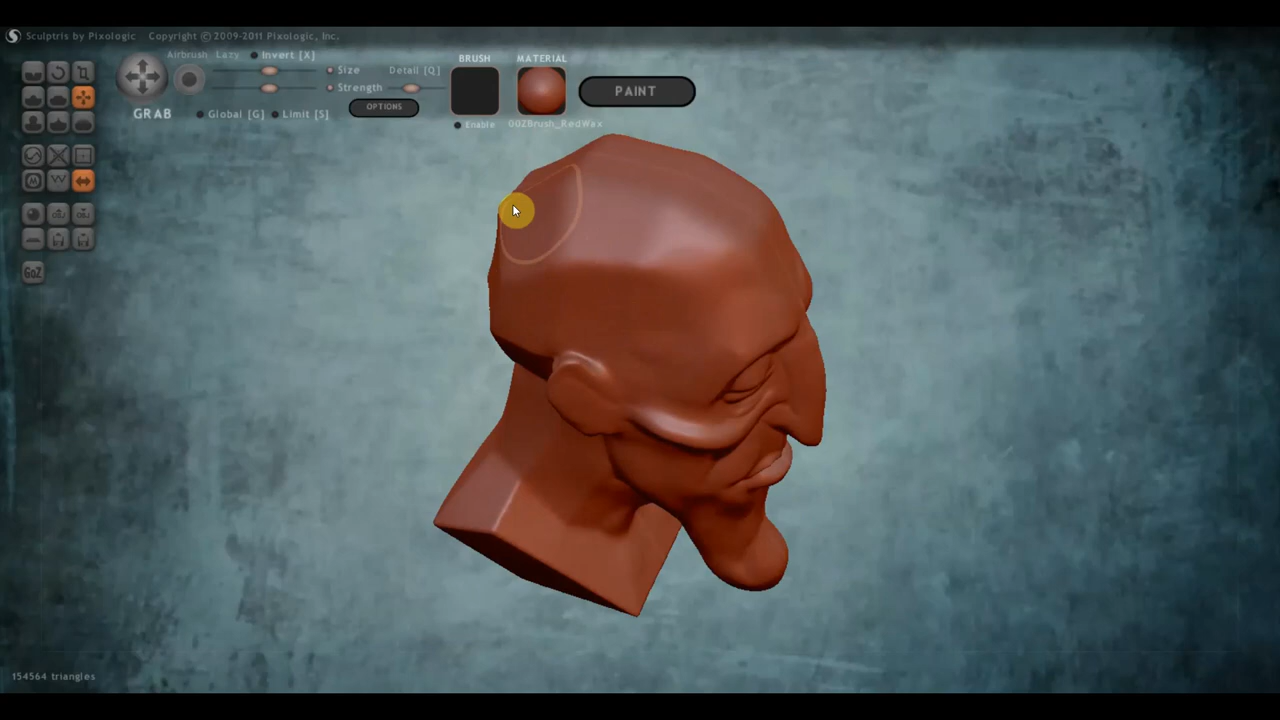 Sculptris by Pixologic Copyright © 2009-2011 Pixologic, Inc.
Airbrush Lazy Invert [X]
BRUSH MATERIAL
Size Detail [Q]
Strength
PAINT
OPTIONS
GRAB Global [G] Limit [S]
Enable 00ZBrush_RedWax
GoZ
154564 triangles